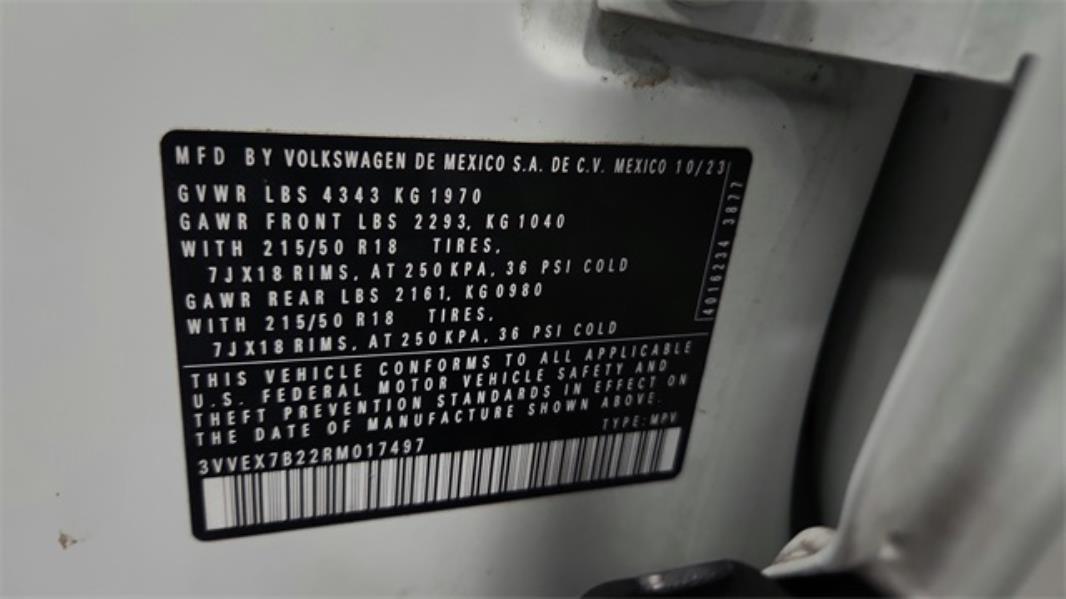 MFD BY VOLKSWAGEN DE MEXICO S.A. DE C.V. MEXICO 10/23
GVWR LBS 4343 KG 1970
GAWR FRONT LBS 2293, KG 1040
WITH 215/50 R18 TIRES,
7JX18 RIMS, AT 250 KPA, 36 PSI COLD
GAWR REAR LBS 2161, KG 0980
WITH 215/50 R18 TIRES,
7JX18 RIMS, AT 250 KPA, 36 PSI COLD
4016234 3877
THIS VEHICLE CONFORMS TO ALL APPLICABLE
U.S. FEDERAL MOTOR VEHICLE SAFETY AND
THEFT PREVENTION STANDARDS IN EFFECT ON
THE DATE OF MANUFACTURE SHOWN ABOVE.
TYPE: MPV
3VVEX7B22RM017497